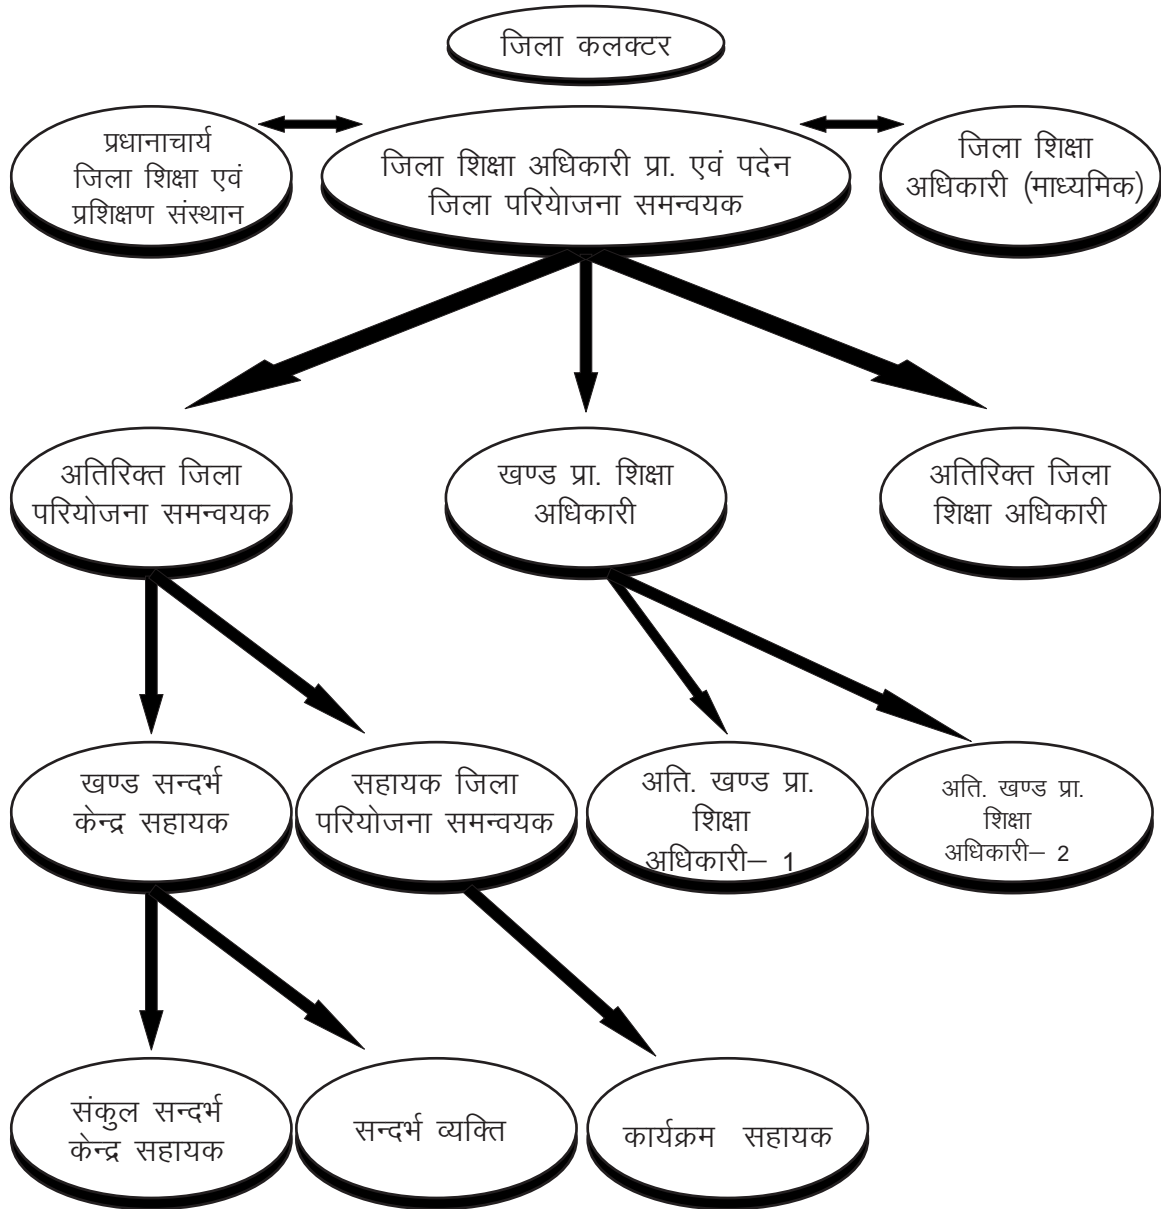 जिला कलक्टर
प्रधानाचार्य
जिला शिक्षा एवं
प्रशिक्षण संस्थान
जिला शिक्षा अधिकारी प्रा. एवं पदेन
जिला परियेाजना समन्वयक
जिला शिक्षा
अधिकारी (माध्यमिक)
अतिरिक्त जिला
परियोजना समन्वयक
खण्ड प्रा. शिक्षा
अधिकारी
अतिरिक्त जिला
शिक्षा अधिकारी
खण्ड सन्दर्भ
केन्द्र सहायक
सहायक जिला
परियोजना समन्वयक
अति. खण्ड प्रा.
शिक्षा
अधिकारी– 1
अति. खण्ड प्रा.
शिक्षा
अधिकारी– 2
संकुल सन्दर्भ
केन्द्र सहायक
सन्दर्भ व्यक्ति
कार्यक्रम सहायक